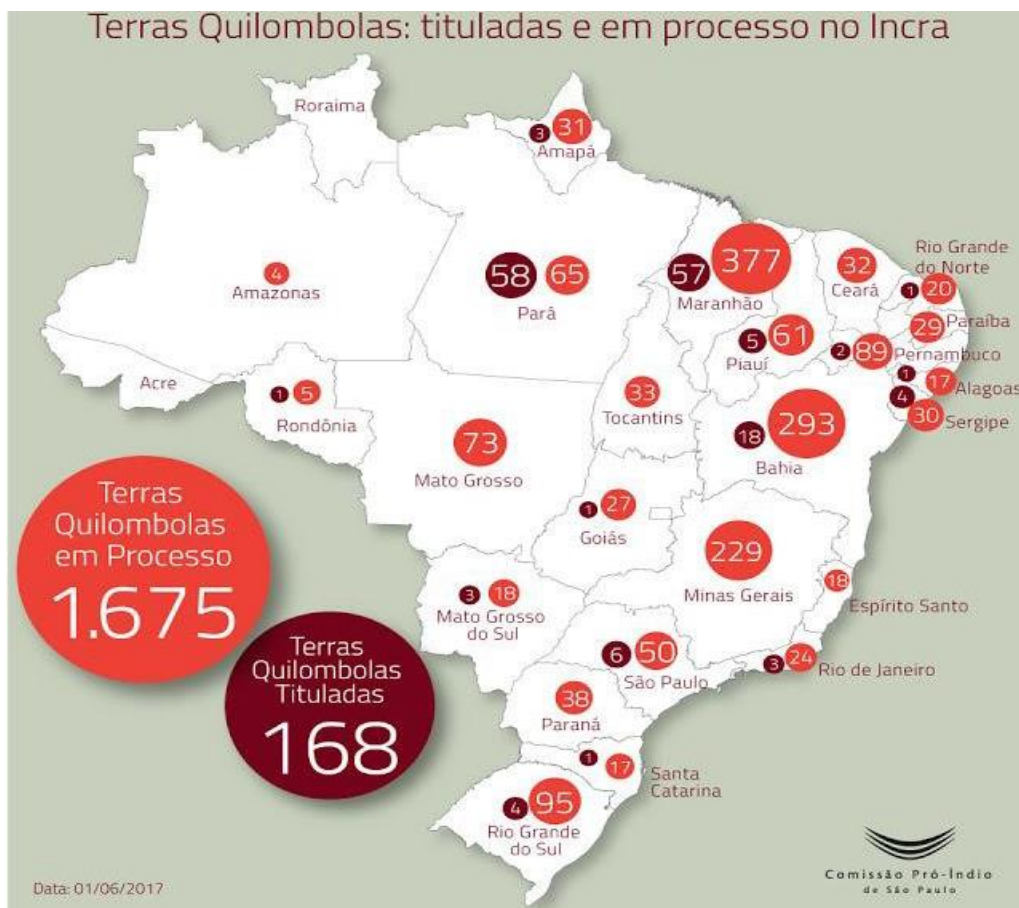 Terras Quilombolas: tituladas e em processo no Incra
Roraima
3
31
Amapá
4
Amazonas
58
65
Pará
57
377
Maranhão
32
Ceará
Rio Grande
do Norte
1
20
29
Paraíba
5
61
Piauí
2
89
Pernambuco
1
17
Alagoas
4
30
Sergipe
Acre
1
5
Rondônia
33
Tocantins
73
Mato Grosso
18
293
Bahia
1
27
Goiás
229
Minas Gerais
18
Espírito Santo
3
18
Mato Grosso
do Sul
6
50
São Paulo
3
24
Rio de Janeiro
38
Paraná
1
17
Santa
Catarina
4
95
Rio Grande
do Sul
Terras
Quilombolas
em Processo
1.675
Terras
Quilombolas
Tituladas
168
Data: 01/06/2017
Comissão Pró-Índio
de São Paulo